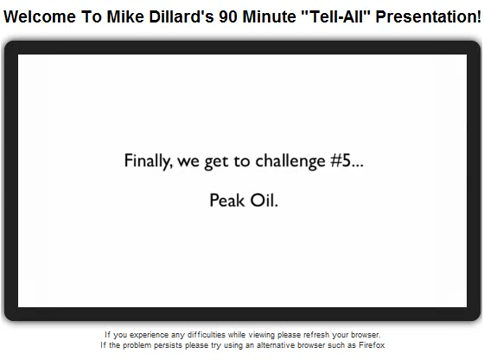 Welcome To Mike Dillard's 90 Minute "Tell-All" Presentation!
Finally, we get to challenge #5...
Peak Oil.
If you experience any difficulties while viewing please refresh your browser.
If the problem persists please try using an alternative browser such as Firefox